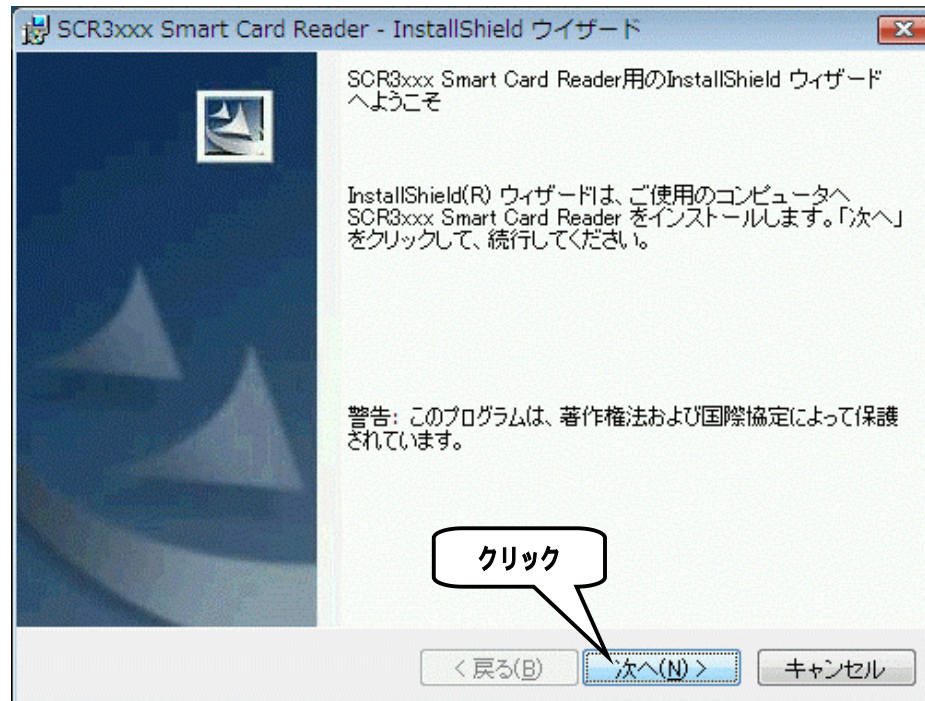 SCR3xxx Smart Card Reader - InstallShield ウイザード
SCR3xxx Smart Card Reader用のInstallShield ウィザード
へようこそ
InstallShield(R) ウィザードは、ご使用のコンピュータへ
SCR3xxx Smart Card Reader をインストールします。「次へ」
をクリックして、続行してください。
警告: このプログラムは、著作権法および国際協定によって保護
されています。
クリック
< 戻る(B)
次へ(N) >
キャンセル